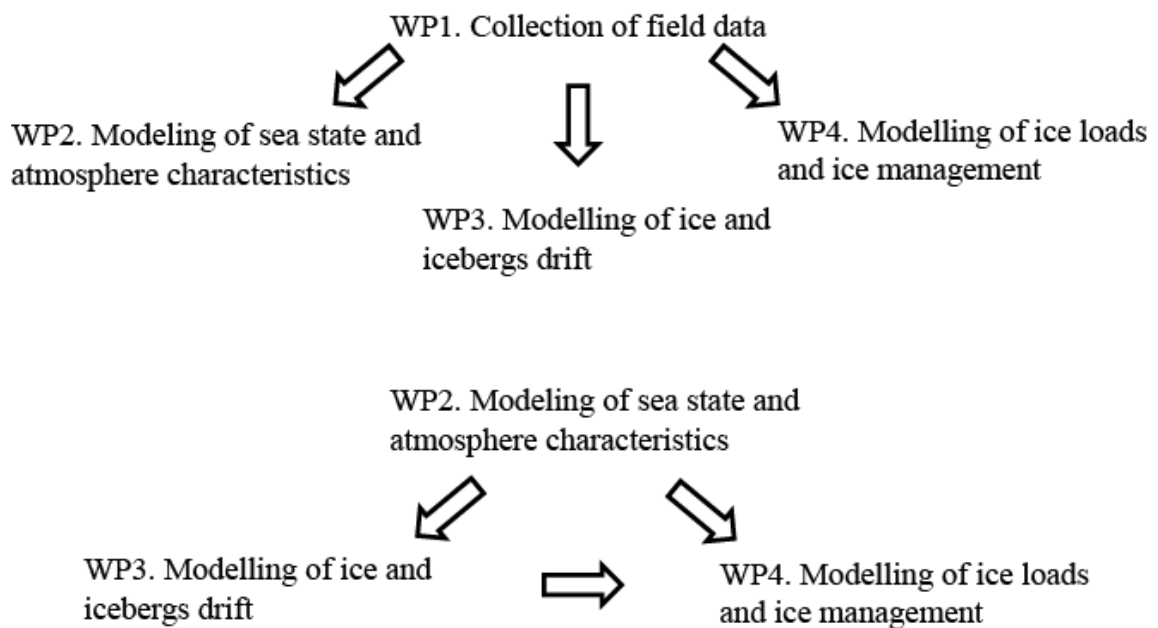 WP1. Collection of field data
WP2. Modeling of sea state and
atmosphere characteristics
WP4. Modelling of ice loads
and ice management
WP3. Modelling of ice and
icebergs drift
WP2. Modeling of sea state and
atmosphere characteristics
WP3. Modelling of ice and
icebergs drift
WP4. Modelling of ice loads
and ice management